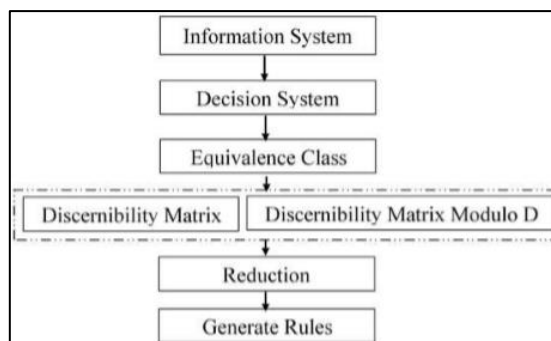 Information System
Decision System
Equivalence Class
Discernibility Matrix
Discernibility Matrix Modulo D
Reduction
Generate Rules